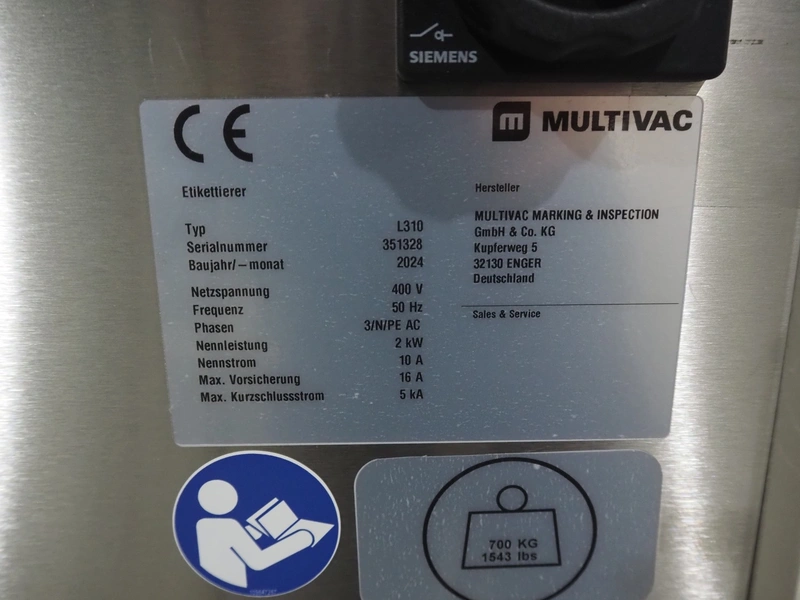 SIEMENS
CE
MULTIVAC
Etikettierer
Typ L310
Serialnummer 351328
Baujahr/–monat 2024
Netzspannung 400 V
Frequenz 50 Hz
Phasen 3/N/PE AC
Nennleistung 2 kW
Nennstrom 10 A
Max. Vorsicherung 16 A
Max. Kurzschlussstrom 5 kA
Hersteller
MULTIVAC MARKING & INSPECTION
GmbH & Co. KG
Kupferweg 5
32130 ENGER
Deutschland
Sales & Service
700 KG
1543 lbs